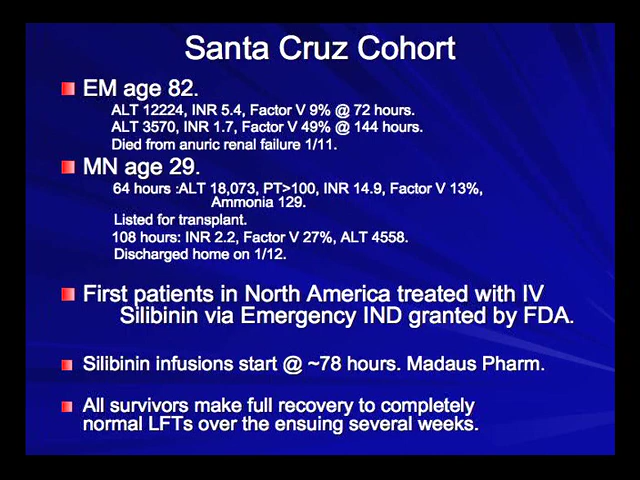 Santa Cruz Cohort
EM age 82.
ALT 12224, INR 5.4, Factor V 9% @ 72 hours.
ALT 3570, INR 1.7, Factor V 49% @ 144 hours.
Died from anuric renal failure 1/11.
MN age 29.
64 hours :ALT 18,073, PT>100, INR 14.9, Factor V 13%,
Ammonia 129.
Listed for transplant.
108 hours: INR 2.2, Factor V 27%, ALT 4558.
Discharged home on 1/12.
First patients in North America treated with IV
Silibinin via Emergency IND granted by FDA.
Silibinin infusions start @ ~78 hours. Madaus Pharm.
All survivors make full recovery to completely
normal LFTs over the ensuing several weeks.